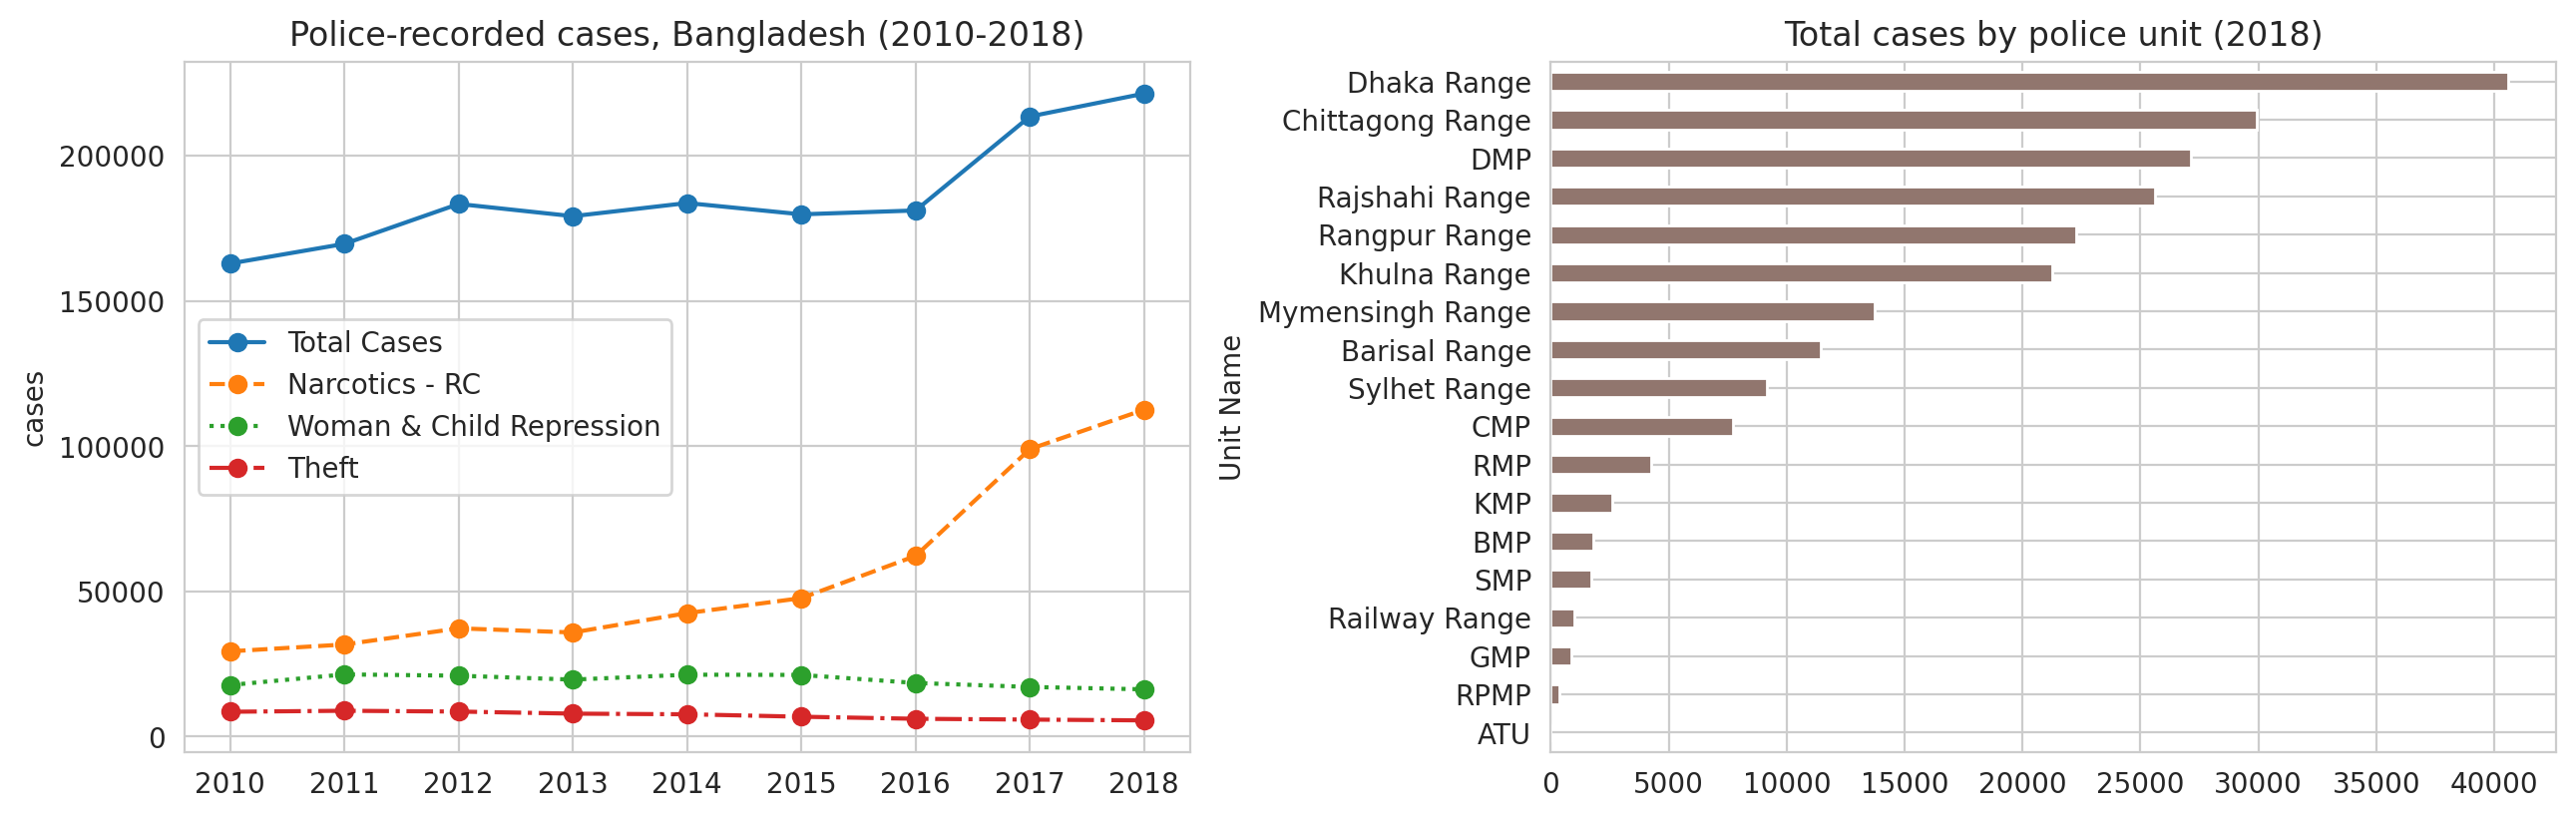 Police-recorded cases, Bangladesh (2010-2018)
cases
200000
150000
100000
50000
0
Total Cases
Narcotics - RC
Woman & Child Repression
Theft
2010 2011 2012 2013 2014 2015 2016 2017 2018
Total cases by police unit (2018)
Unit Name
Dhaka Range
Chittagong Range
DMP
Rajshahi Range
Rangpur Range
Khulna Range
Mymensingh Range
Barisal Range
Sylhet Range
CMP
RMP
KMP
BMP
SMP
Railway Range
GMP
RPMP
ATU
0 5000 10000 15000 20000 25000 30000 35000 40000